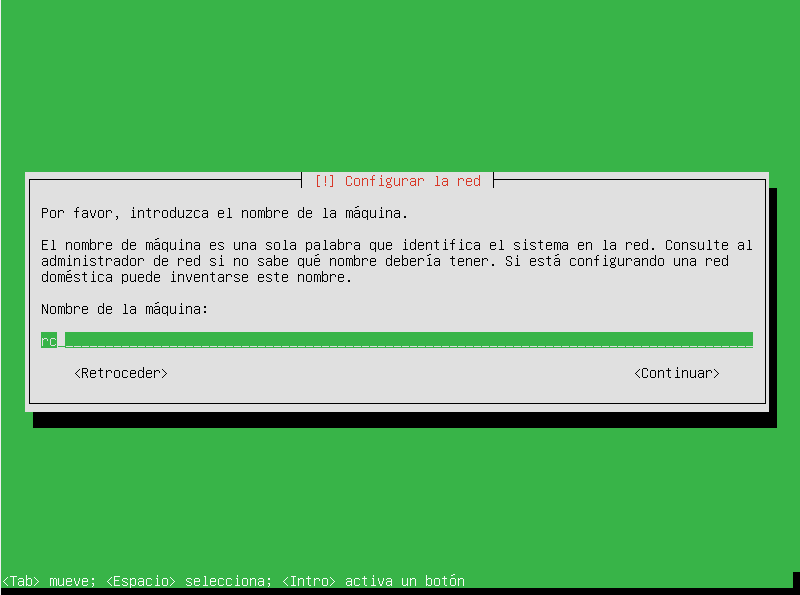 [!] Configurar la red
Por favor, introduzca el nombre de la máquina.
El nombre de máquina es una sola palabra que identifica el sistema en la red. Consulte al
administrador de red si no sabe qué nombre debería tener. Si está configurando una red
doméstica puede inventarse este nombre.
Nombre de la máquina:
rc
<Retroceder> <Continuar>
<Tab> mueve; <Espacio> selecciona; <Intro> activa un botón